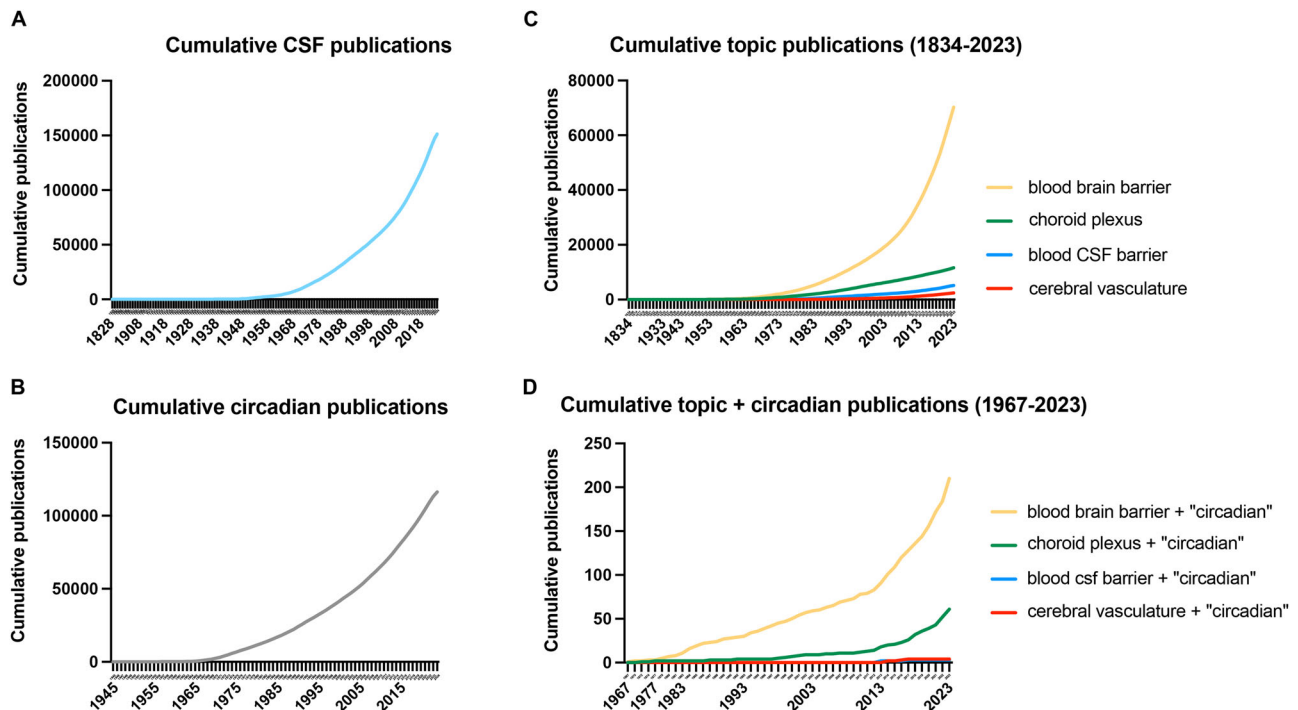 A
Cumulative CSF publications
Cumulative publications
200000
150000
100000
50000
0
1828
1908
1918
1928
1938
1948
1958
1968
1978
1988
1998
2008
2018
B
Cumulative circadian publications
Cumulative publications
150000
100000
50000
0
1945
1955
1965
1975
1985
1995
2005
2015
C
Cumulative topic publications (1834-2023)
Cumulative publications
80000
60000
40000
20000
0
1834
1933
1943
1953
1963
1973
1983
1993
2003
2013
2023
blood brain barrier
choroid plexus
blood CSF barrier
cerebral vasculature
D
Cumulative topic + circadian publications (1967-2023)
Cumulative publications
250
200
150
100
50
0
1967
1977
1983
1993
2003
2013
2023
blood brain barrier + "circadian"
choroid plexus + "circadian"
blood csf barrier + "circadian"
cerebral vasculature + "circadian"